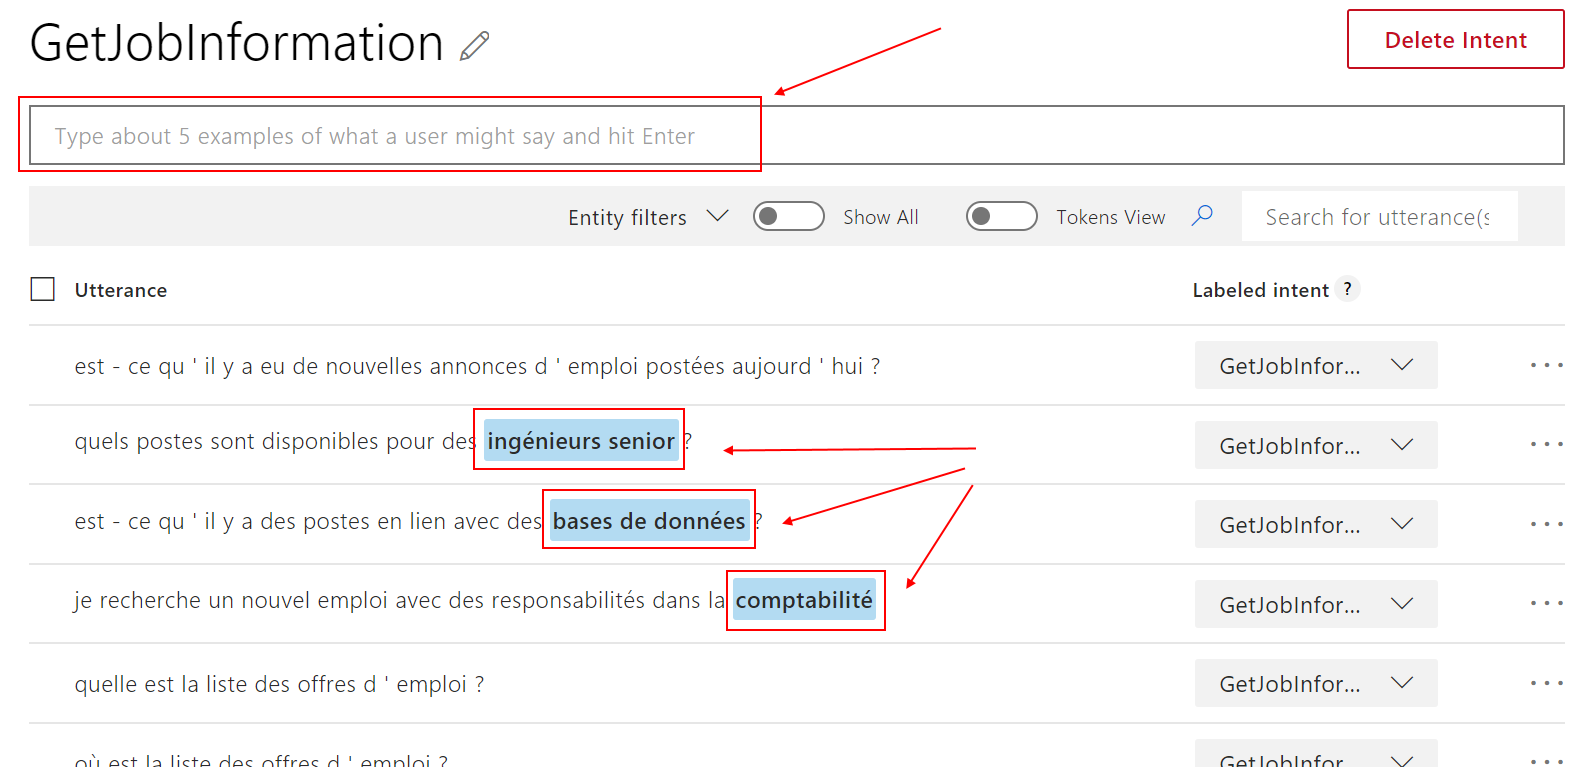 GetJobInformation
Delete Intent
Type about 5 examples of what a user might say and hit Enter
Entity filters Show All Tokens View Search for utterance(s
Utterance Labeled intent ?
est - ce qu ' il y a eu de nouvelles annonces d ' emploi postées aujourd ' hui ? GetJobInfor... ...
quels postes sont disponibles pour des ingénieurs senior ? GetJobInfor... ...
est - ce qu ' il y a des postes en lien avec des bases de données ? GetJobInfor... ...
je recherche un nouvel emploi avec des responsabilités dans la comptabilité GetJobInfor... ...
quelle est la liste des offres d ' emploi ? GetJobInfor... ...
où est la liste des offres d ' emploi ? GetJobInfor... ...